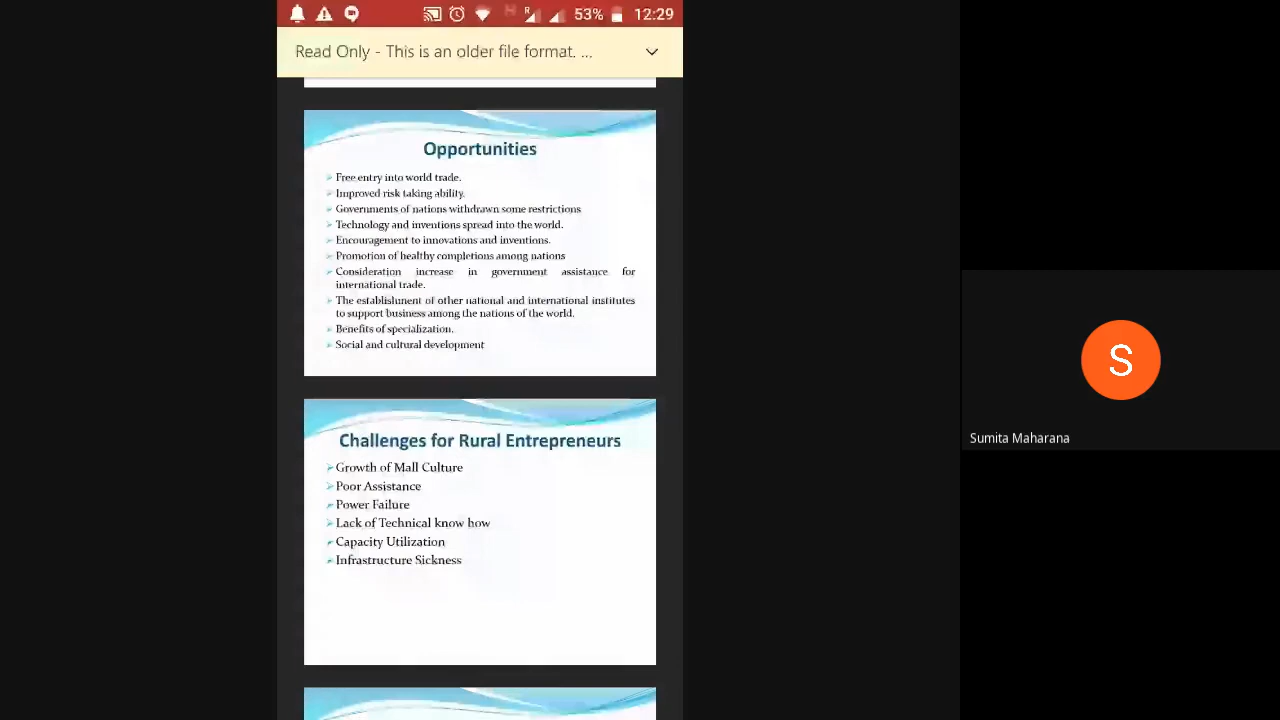 53% 12:29
Read Only - This is an older file format. ...
Opportunities
Free entry into world trade.
Improved risk taking ability.
Governments of nations withdrawn some restrictions
Technology and inventions spread into the world.
Encouragement to innovations and inventions.
Promotion of healthy completions among nations
Consideration increase in government assistance for
international trade.
The establishment of other national and international institutes
to support business among the nations of the world.
Benefits of specialization.
Social and cultural development
Challenges for Rural Entrepreneurs
Growth of Mall Culture
Poor Assistance
Power Failure
Lack of Technical know how
Capacity Utilization
Infrastructure Sickness
S
Sumita Maharana